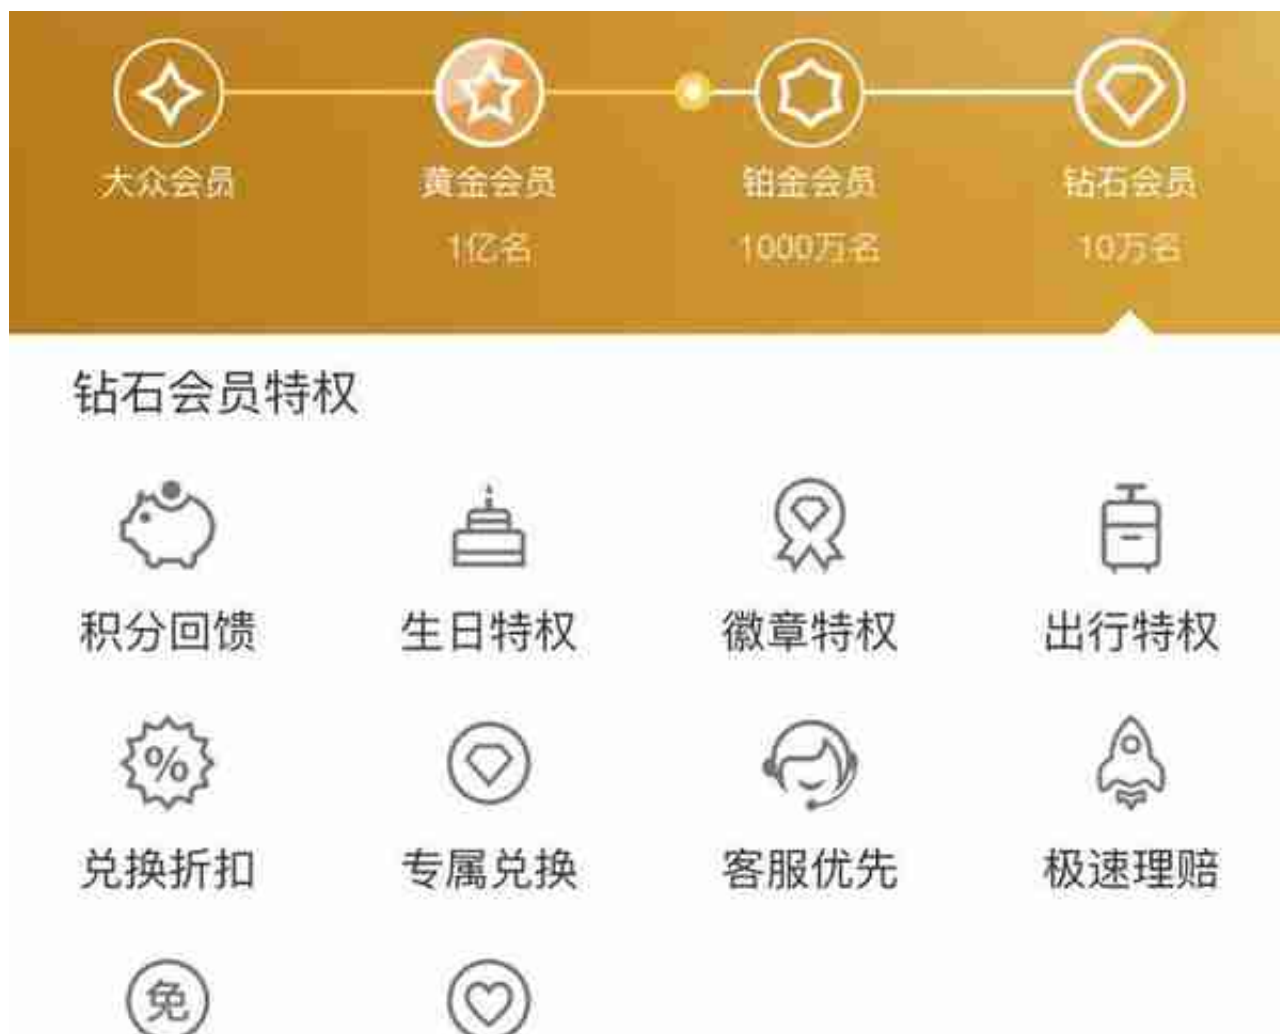 大众会员 黄金会员 铂金会员 钻石会员
1亿名 1000万名 10万名
钻石会员特权
积分回馈 生日特权 徽章特权 出行特权
%
兑换折扣 专属兑换 客服优先 极速理赔
免